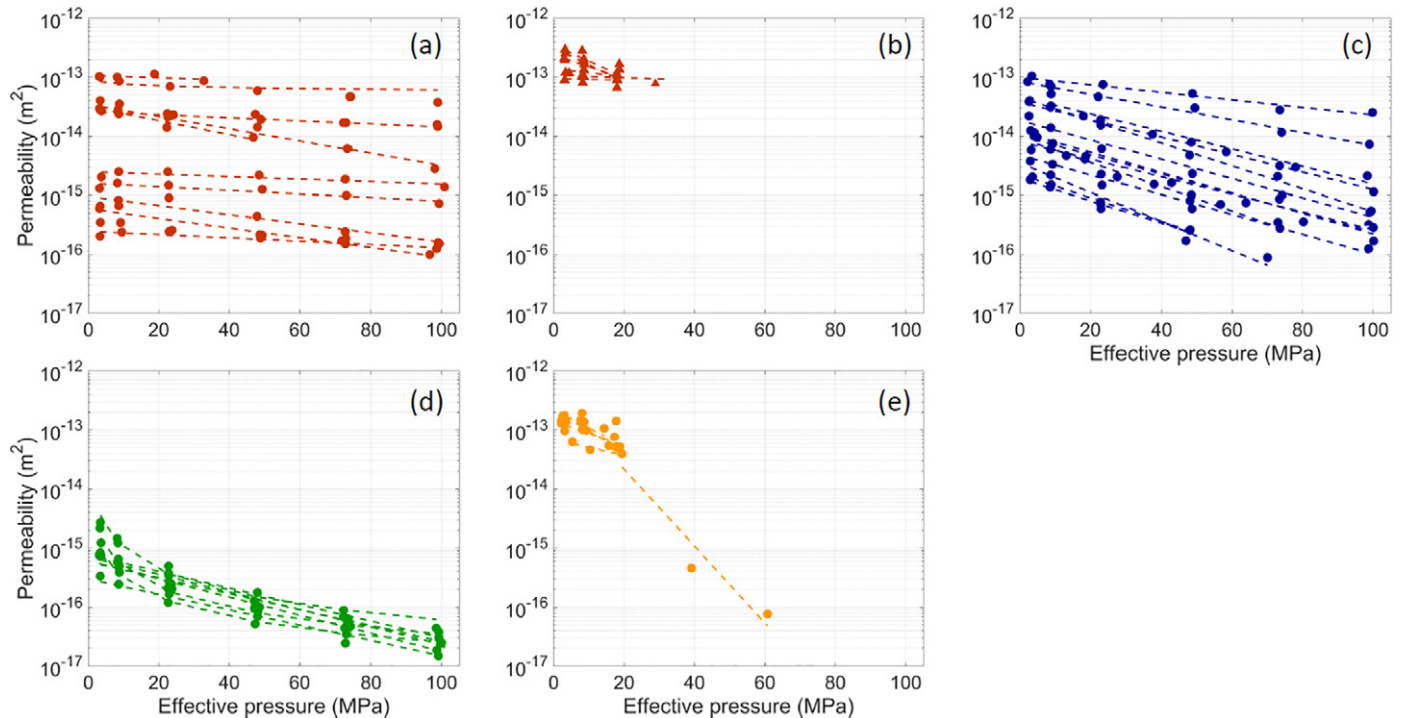 10⁻¹² 10⁻¹² 10⁻¹²
(a) (b) (c)
10⁻¹³ 10⁻¹³ 10⁻¹³
10⁻¹⁴ 10⁻¹⁴ 10⁻¹⁴
Permeability (m²)
10⁻¹⁵ 10⁻¹⁵ 10⁻¹⁵
10⁻¹⁶ 10⁻¹⁶ 10⁻¹⁶
10⁻¹⁷ 10⁻¹⁷ 10⁻¹⁷
0 20 40 60 80 100 0 20 40 60 80 100 0 20 40 60 80 100
Effective pressure (MPa)
10⁻¹² 10⁻¹²
(d) (e)
10⁻¹³ 10⁻¹³
10⁻¹⁴ 10⁻¹⁴
Permeability (m²)
10⁻¹⁵ 10⁻¹⁵
10⁻¹⁶ 10⁻¹⁶
10⁻¹⁷ 10⁻¹⁷
0 20 40 60 80 100 0 20 40 60 80 100
Effective pressure (MPa) Effective pressure (MPa)